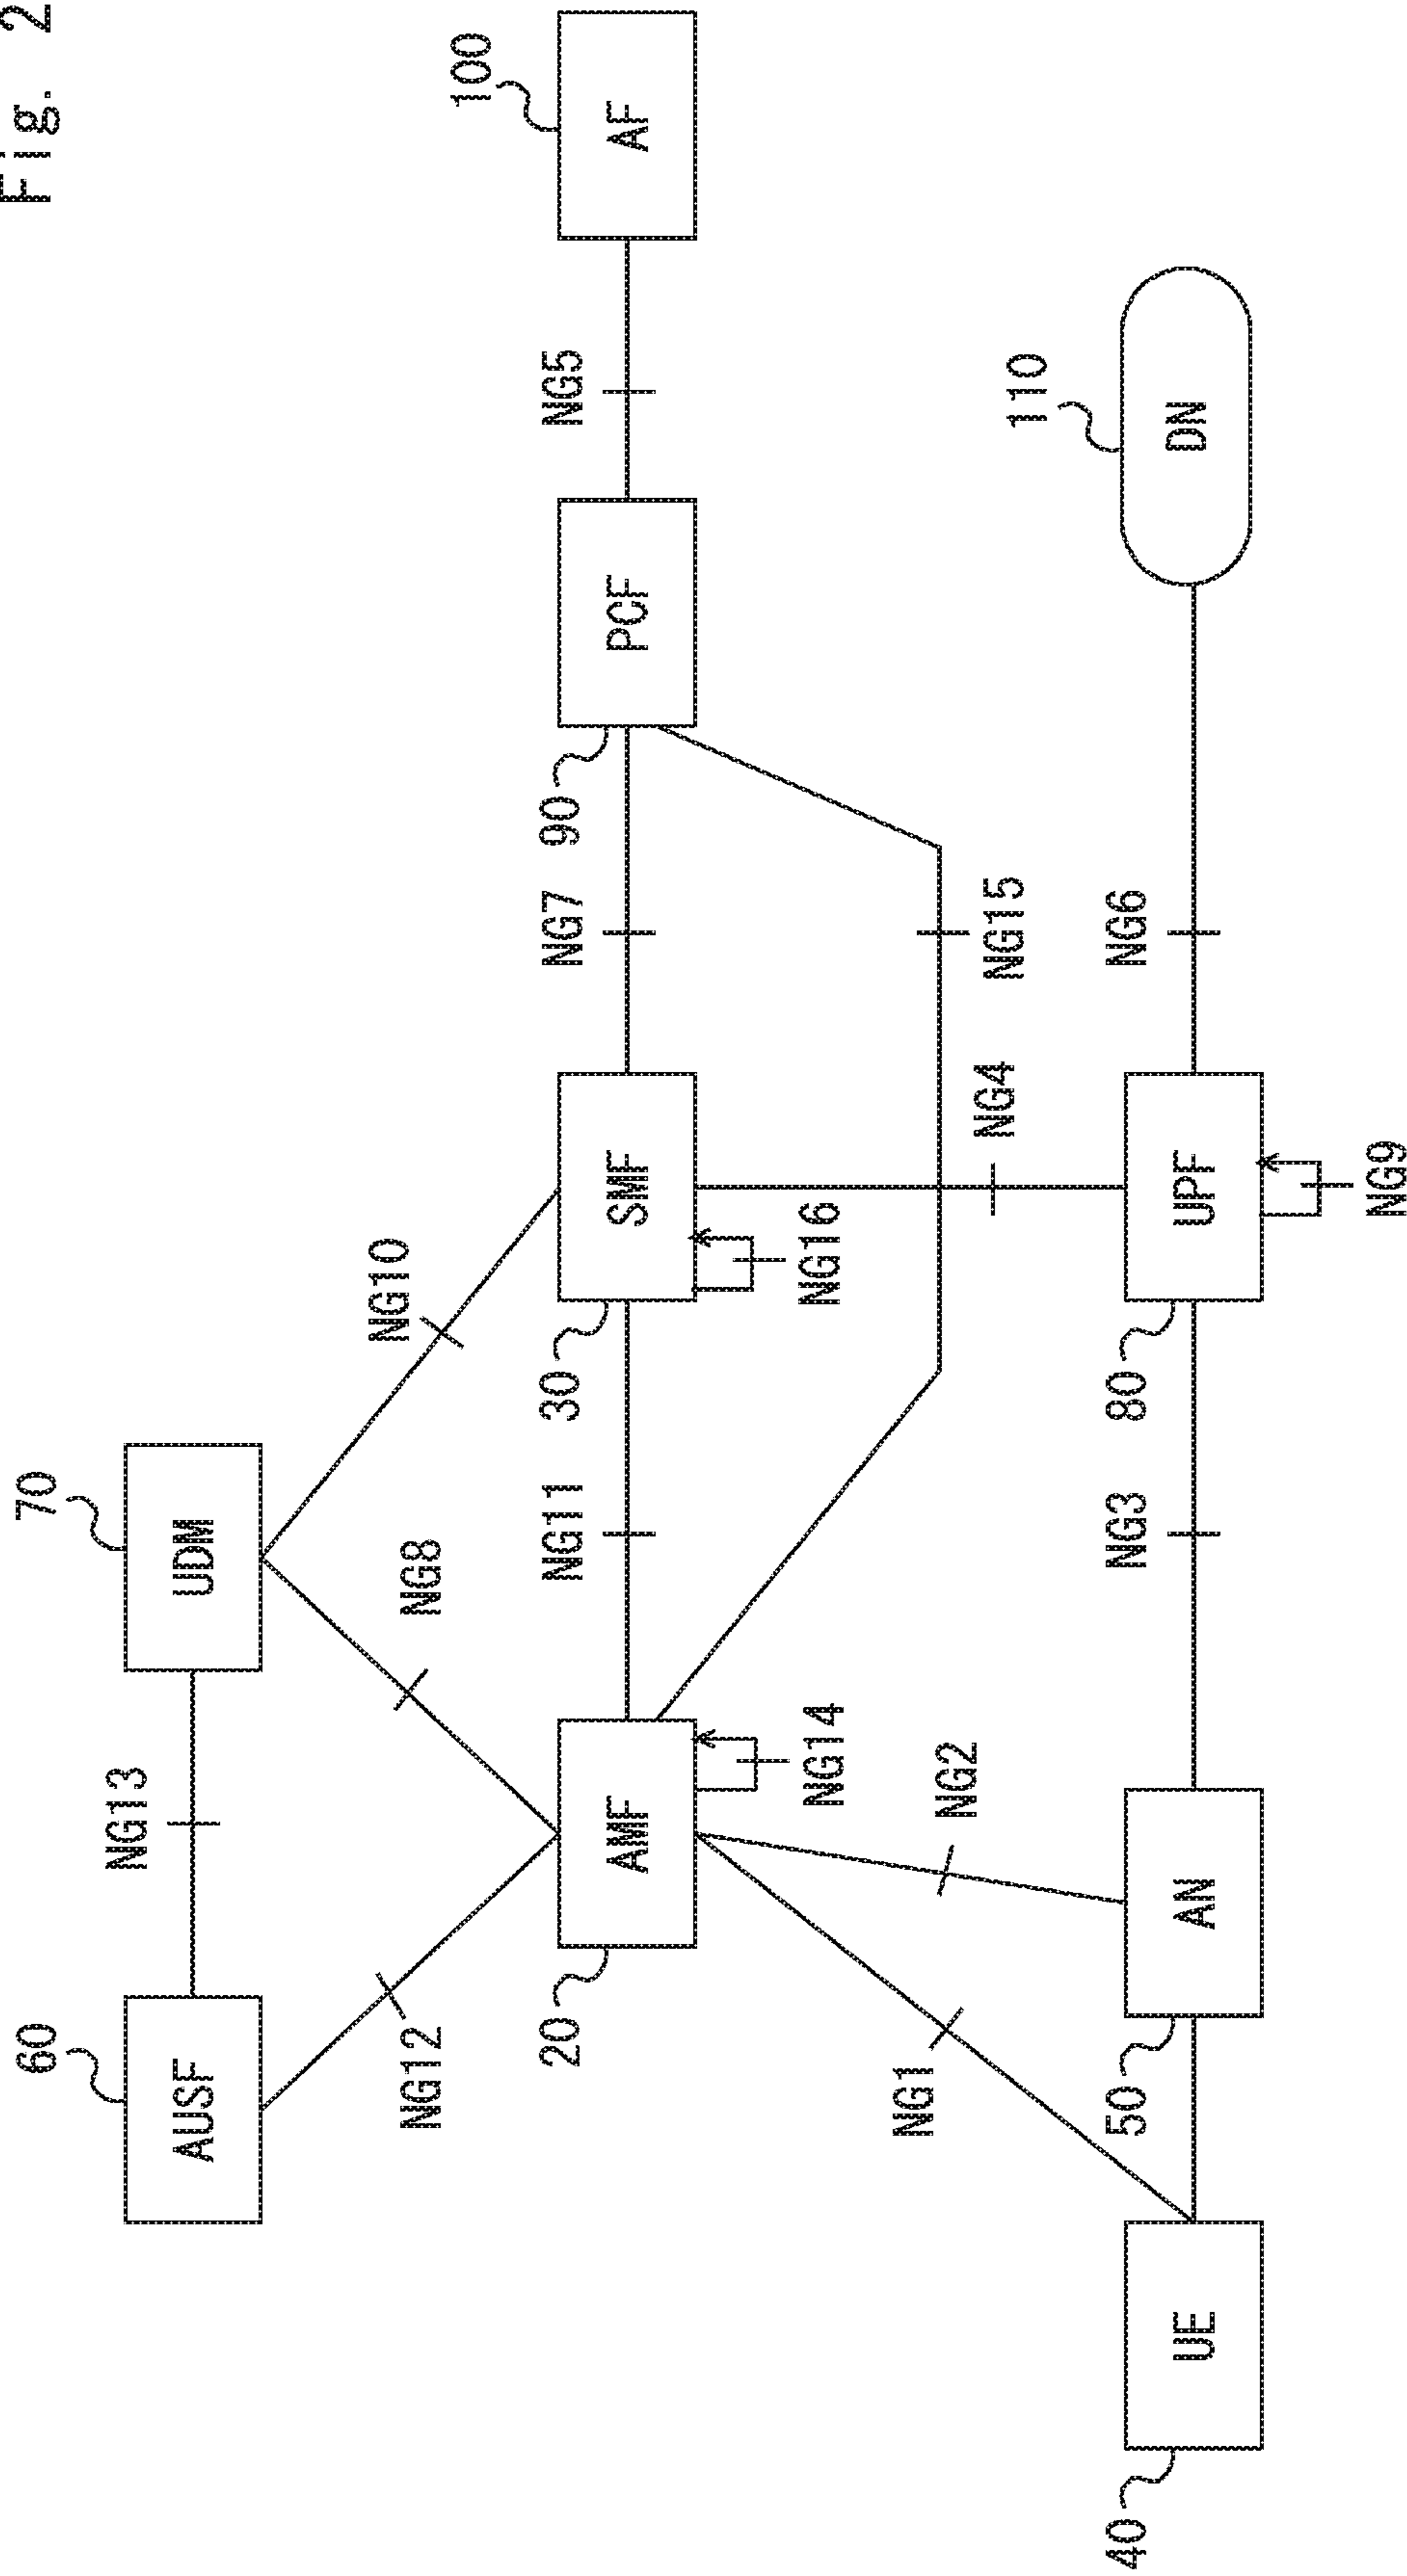 Fig. 2
60
70
AUSF
NG13
UDM
NG12
NG8
NG10
100
20
NG11
30
NG7
90
NG5
AMF
SMF
PCF
AF
NG14
NG16
NG1
NG2
NG4
NG15
110
40
50
NG3
80
NG6
UE
AN
UPF
DN
NG9